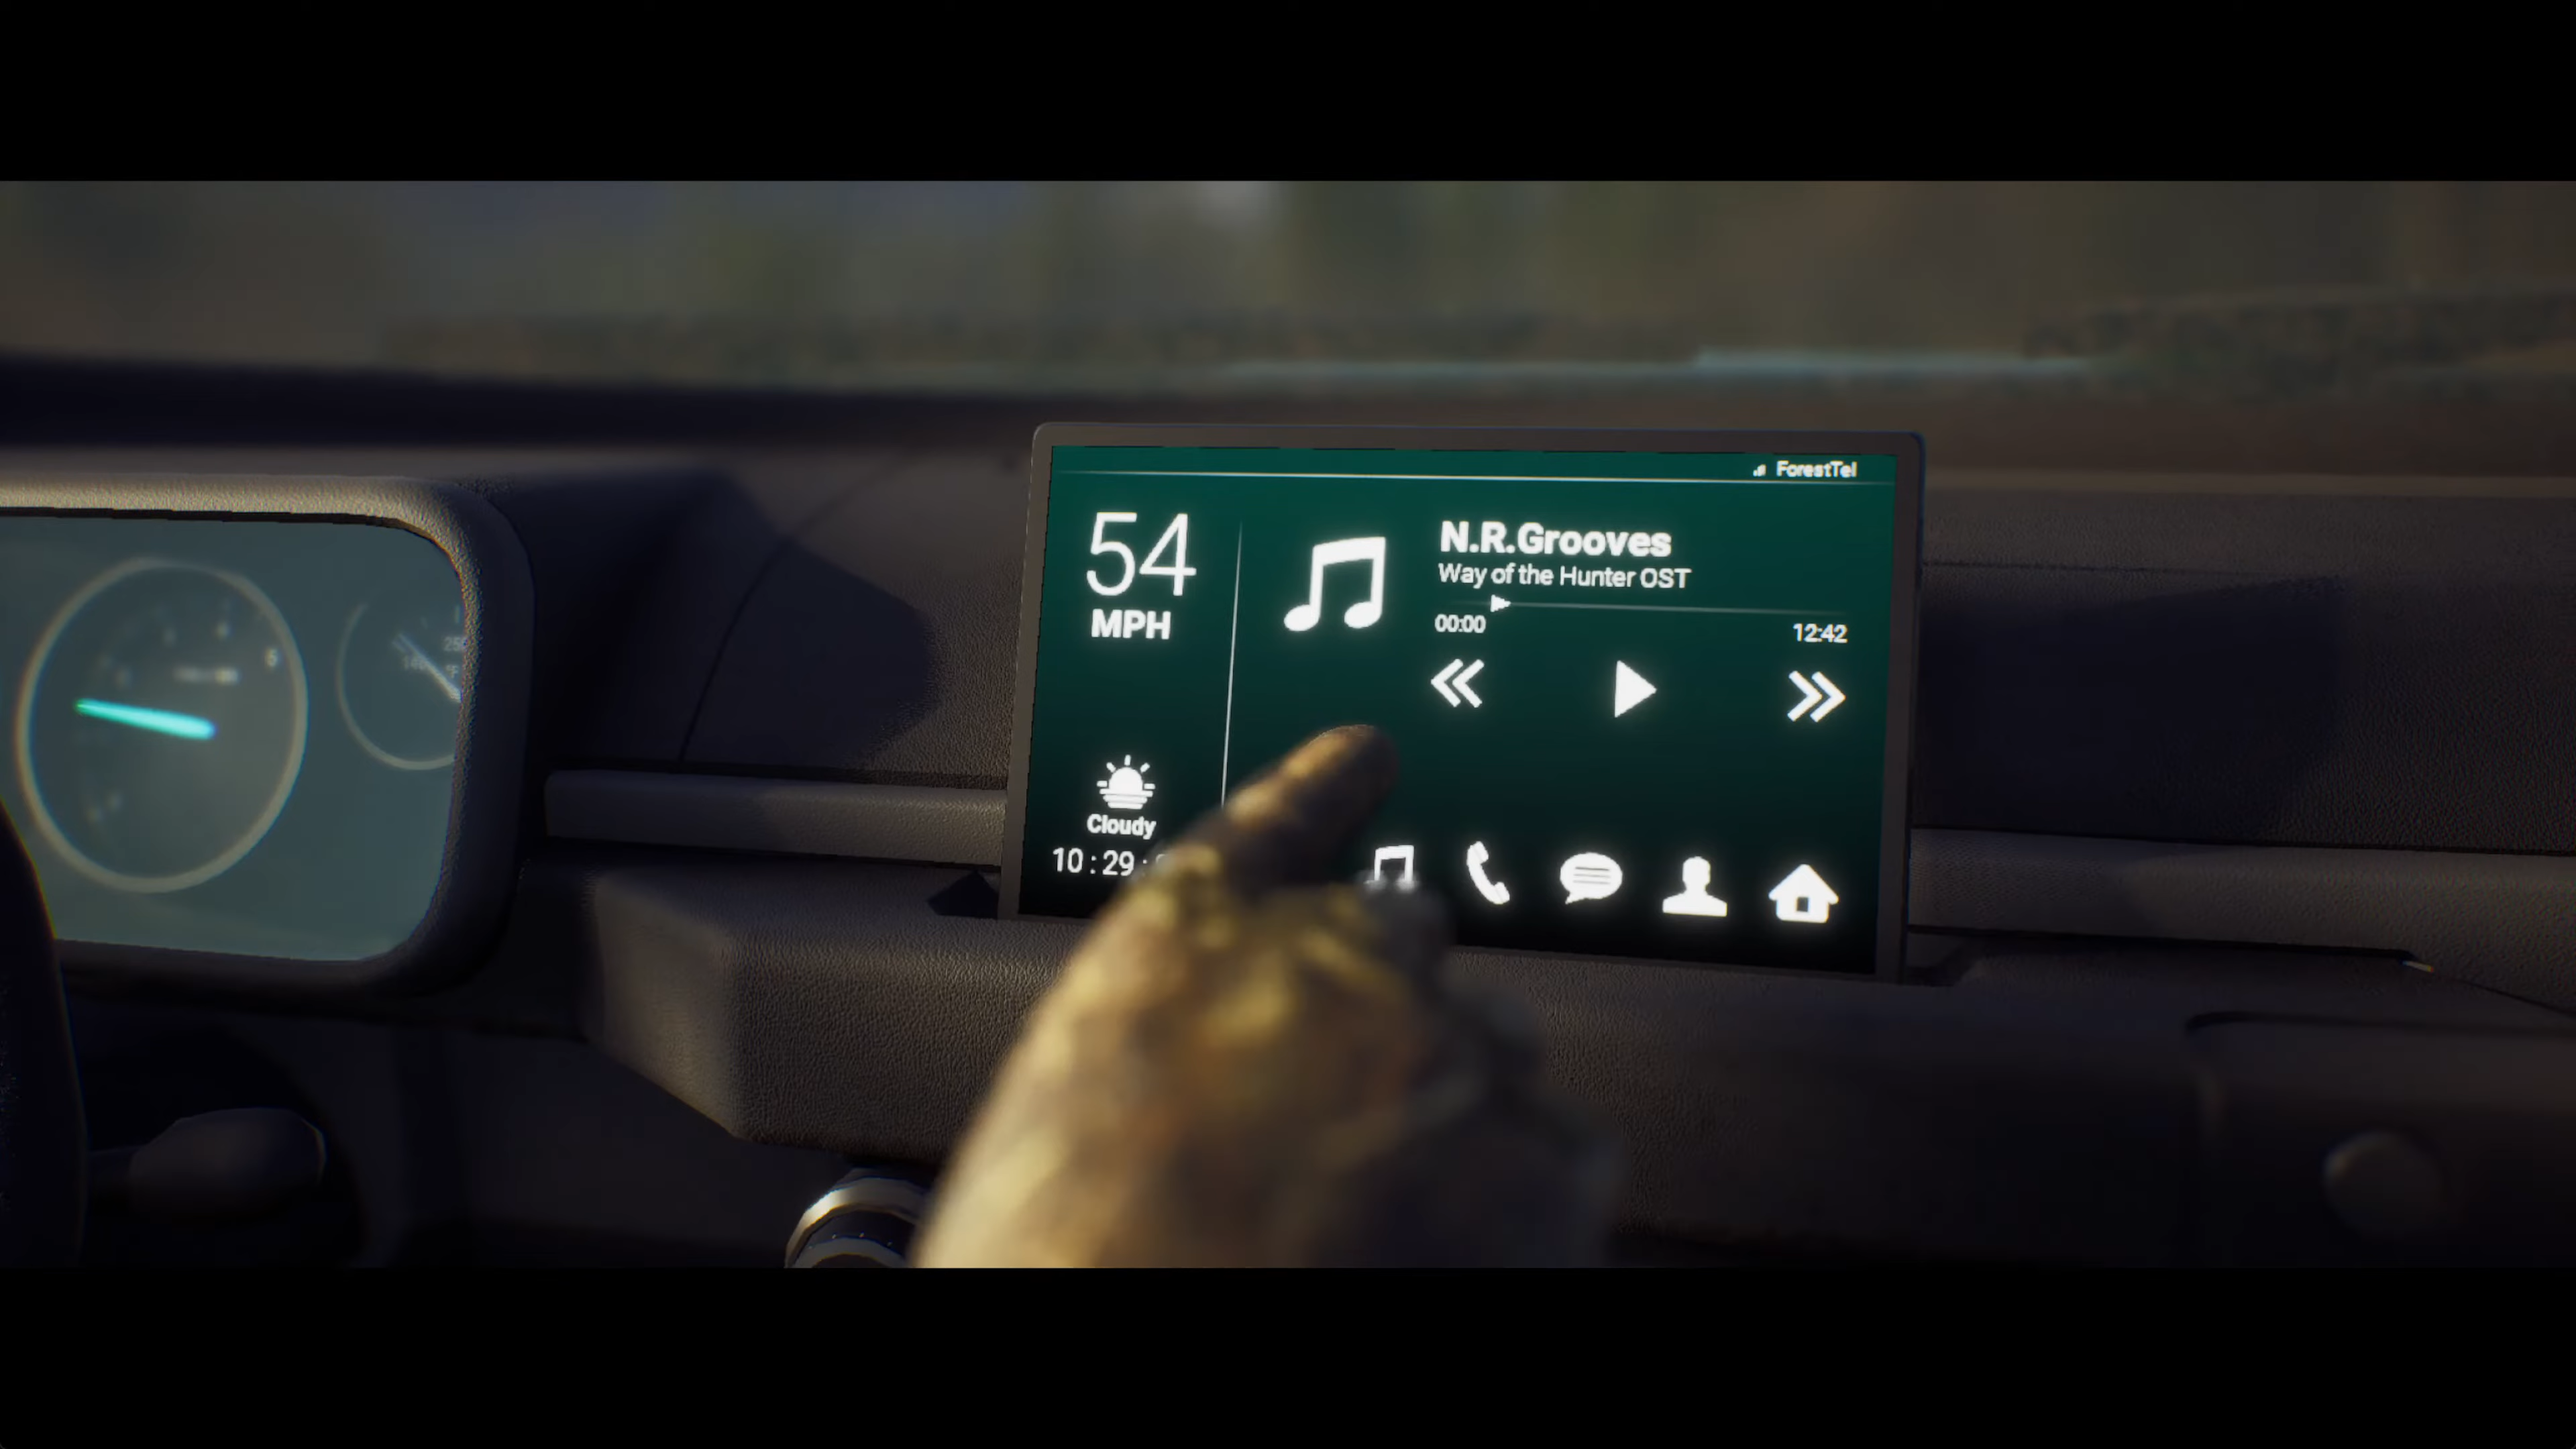 ForestTel
54
MPH
N.R.Grooves
Way of the Hunter OST
00:00
12:42
Cloudy
10 : 29 :